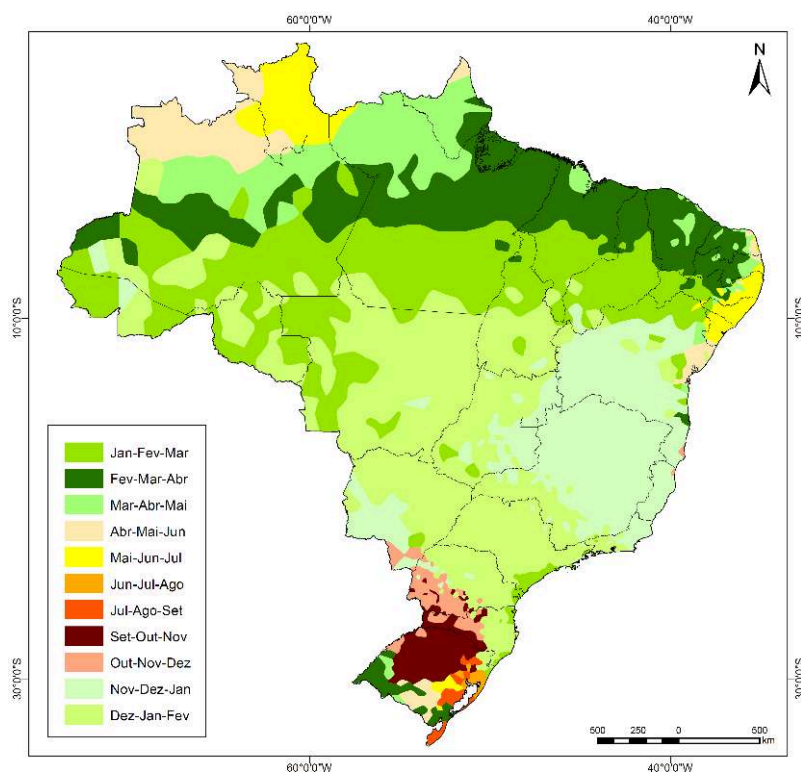 60°0'0"W
40°0'0"W
N
10°0'0"S
10°0'0"S
Jan-Fev-Mar
Fev-Mar-Abr
Mar-Abr-Mai
Abr-Mai-Jun
Mai-Jun-Jul
Jun-Jul-Ago
Jul-Ago-Set
Set-Out-Nov
Out-Nov-Dez
Nov-Dez-Jan
Dez-Jan-Fev
30°0'0"S
30°0'0"S
500 250 0 500
km
60°0'0"W
40°0'0"W